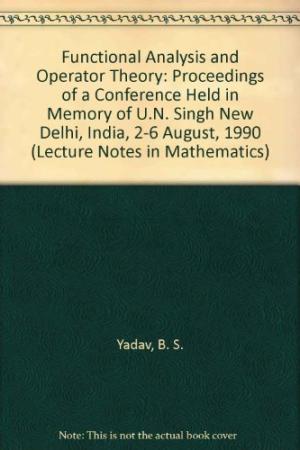 Functional Analysis and
Operator Theory: Proceedings
of a Conference Held in
Memory of U.N. Singh New
Delhi, India, 2-6 August, 1990
(Lecture Notes in Mathematics)
Yadav, B. S.
Note: This is not the actual book cover